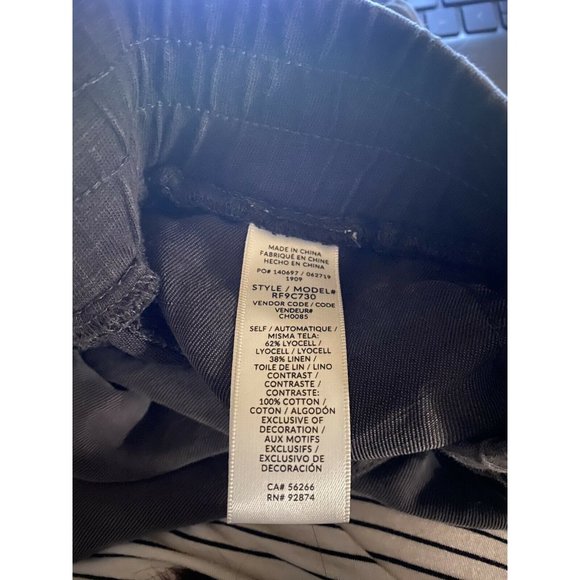 MADE IN CHINA
FABRIQUÉ EN CHINE
HECHO EN CHINA
PO# 140697 / 062719
1909
STYLE / MODEL#
RF9C730
VENDOR CODE / CODE
VENDEUR#
CH0085
SELF / AUTOMATIQUE /
MISMA TELA:
62% LYOCELL /
LYOCELL / LYOCELL
38% LINEN /
TOILE DE LIN / LINO
CONTRAST /
CONTRASTE /
CONTRASTE:
100% COTTON /
COTON / ALGODÓN
EXCLUSIVE OF
DECORATION /
AUX MOTIFS
EXCLUSIFS /
EXCLUSIVO DE
DECORACIÓN
CA# 56266
RN# 92874